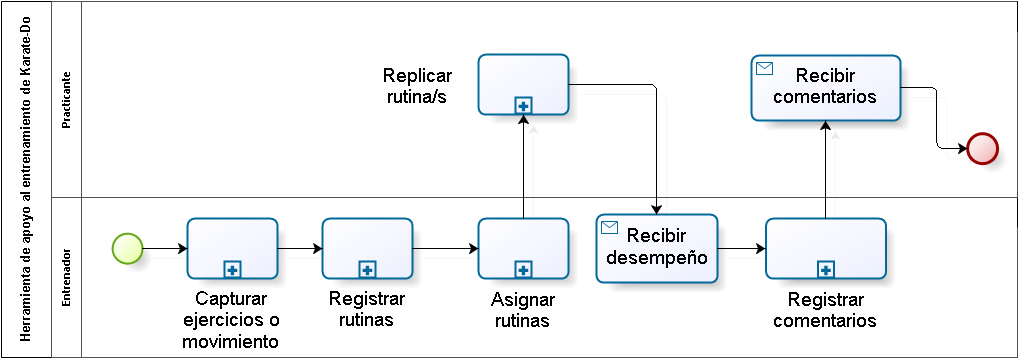 Herramienta de apoyo al entrenamiento de Karate-Do
Practicante
Replicar
rutina/s
Recibir
comentarios
Entrenador
Capturar
ejercicios o
movimiento
Registrar
rutinas
Asignar
rutinas
Recibir
desempeño
Registrar
comentarios